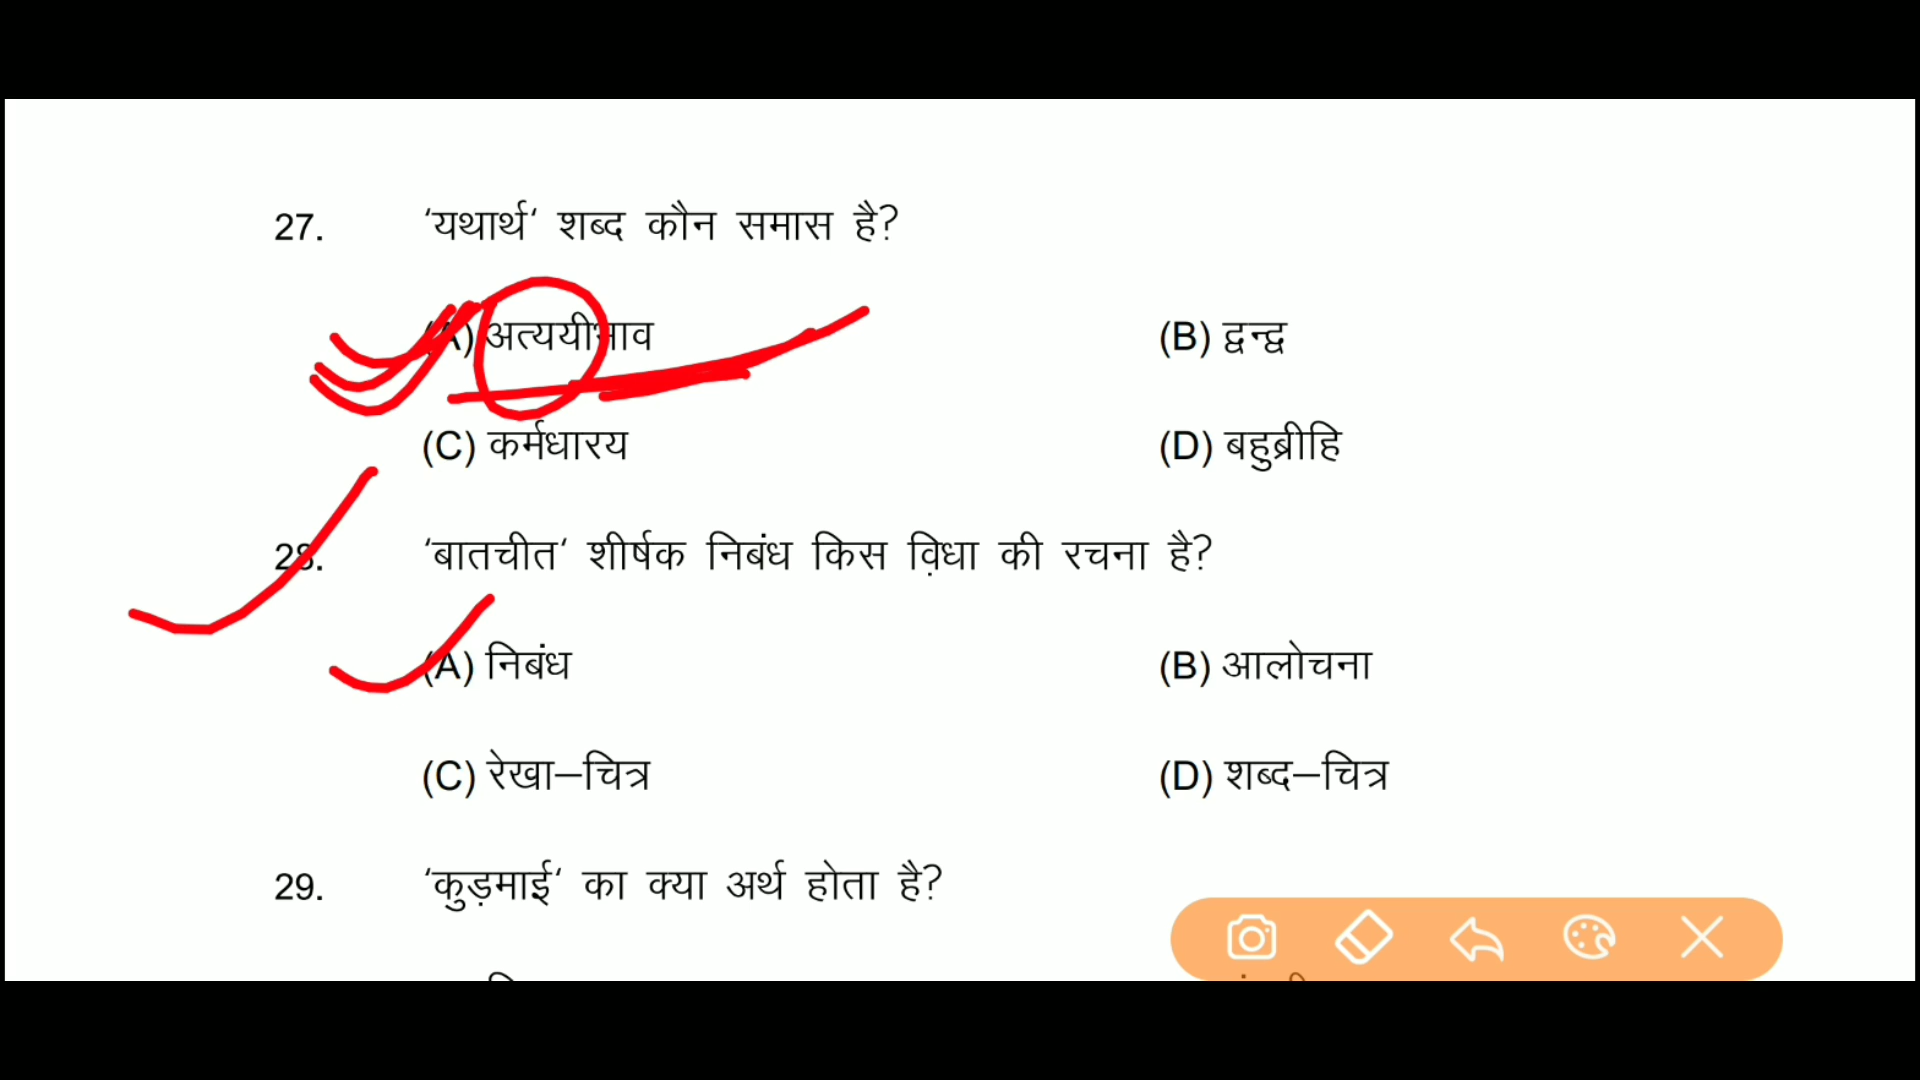 27. ‘यथार्थ‘ शब्द कौन समास है?
(A) अत्ययीभाव (B) द्वन्द्व
(C) कर्मधारय (D) बहुब्रीहि
28. ‘बातचीत‘ शीर्षक निबंध किस वि़धा की रचना है?
(A) निबंध (B) आलोचना
(C) रेखा–चित्र (D) शब्द–चित्र
29. ‘कुड़माई‘ का क्या अर्थ होता है?